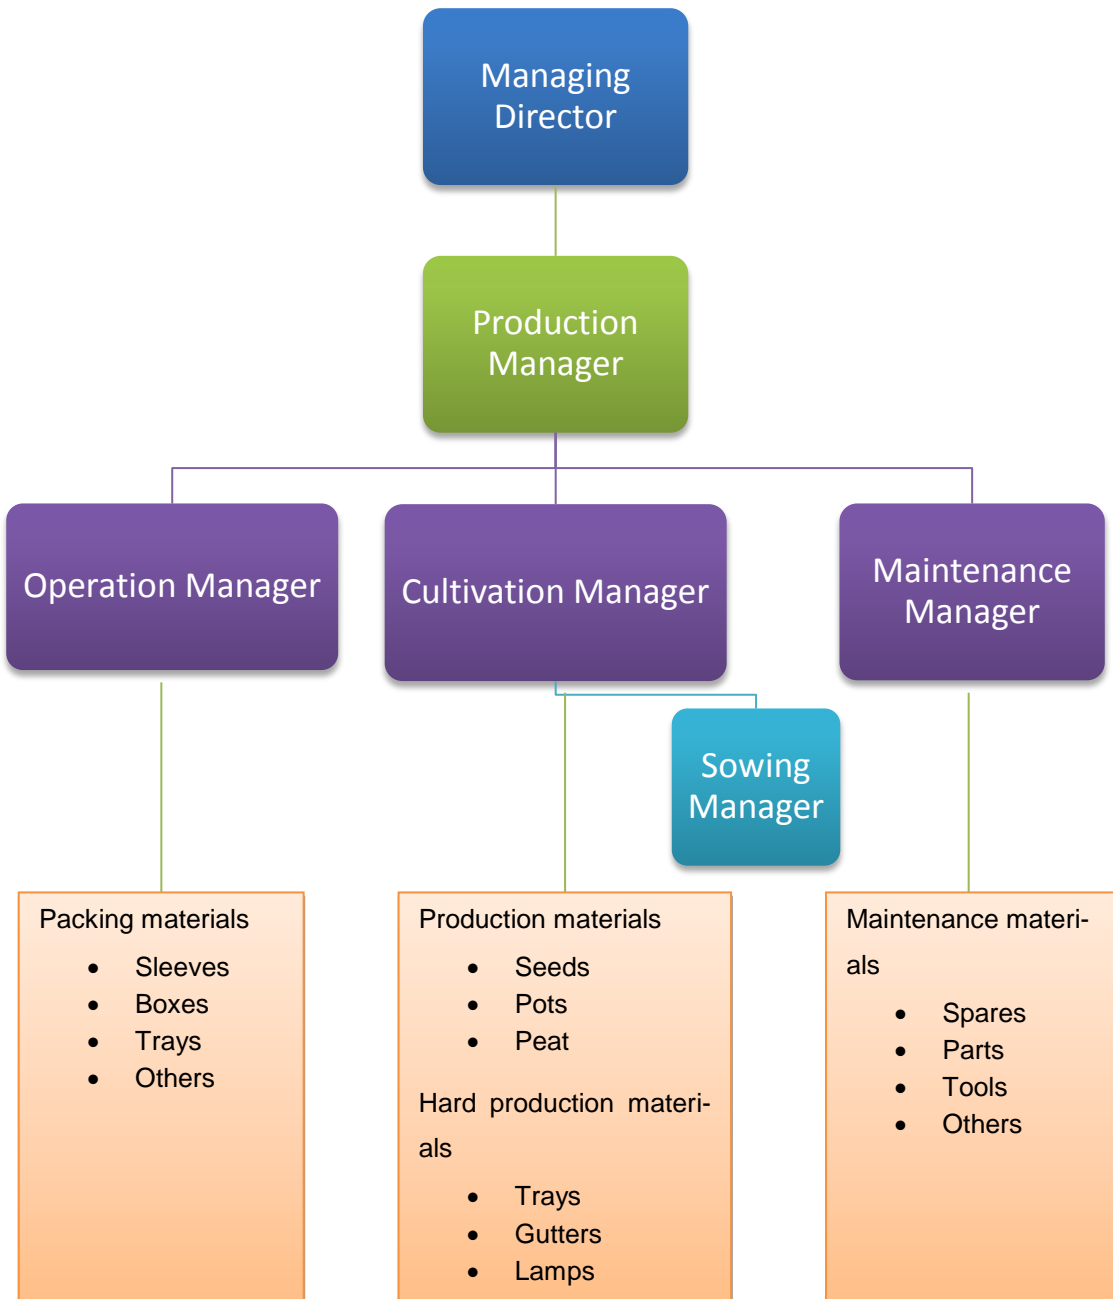 Managing
Director
Production
Manager
Operation Manager
Cultivation Manager
Maintenance
Manager
Sowing
Manager
Packing materials
• Sleeves
• Boxes
• Trays
• Others
Production materials
• Seeds
• Pots
• Peat
Hard production materi-
als
• Trays
• Gutters
• Lamps
Maintenance materi-
als
• Spares
• Parts
• Tools
• Others